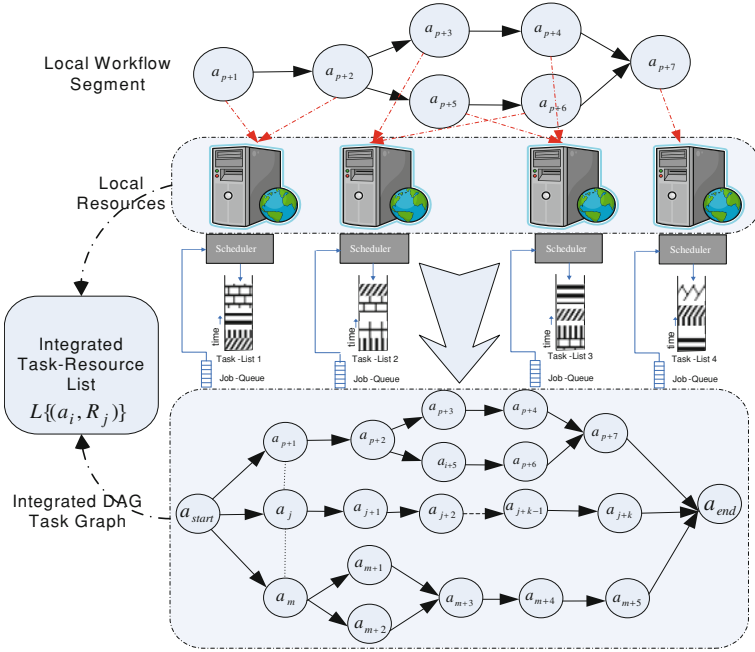 a_{p+3} a_{p+4}
a_{p+1} a_{p+2} a_{p+7}
Local Workflow
Segment
a_{p+5} a_{p+6}
Local
Resources
Scheduler Scheduler Scheduler Scheduler
time time time time
Task -List 1 Task -List 2 Task -List 3 Task -List 4
Job -Queue Job -Queue Job -Queue Job -Queue
Integrated
Task-Resource
List
L{(a_i, R_j)}
a_{p+3} a_{p+4}
a_{p+1} a_{p+2} a_{p+7}
a_{i+5} a_{p+6}
Integrated DAG
Task Graph
a_{start} a_j a_{j+1} a_{j+2} a_{j+k-1} a_{j+k} a_{end}
a_{m+1}
a_m a_{m+3} a_{m+4} a_{m+5}
a_{m+2}